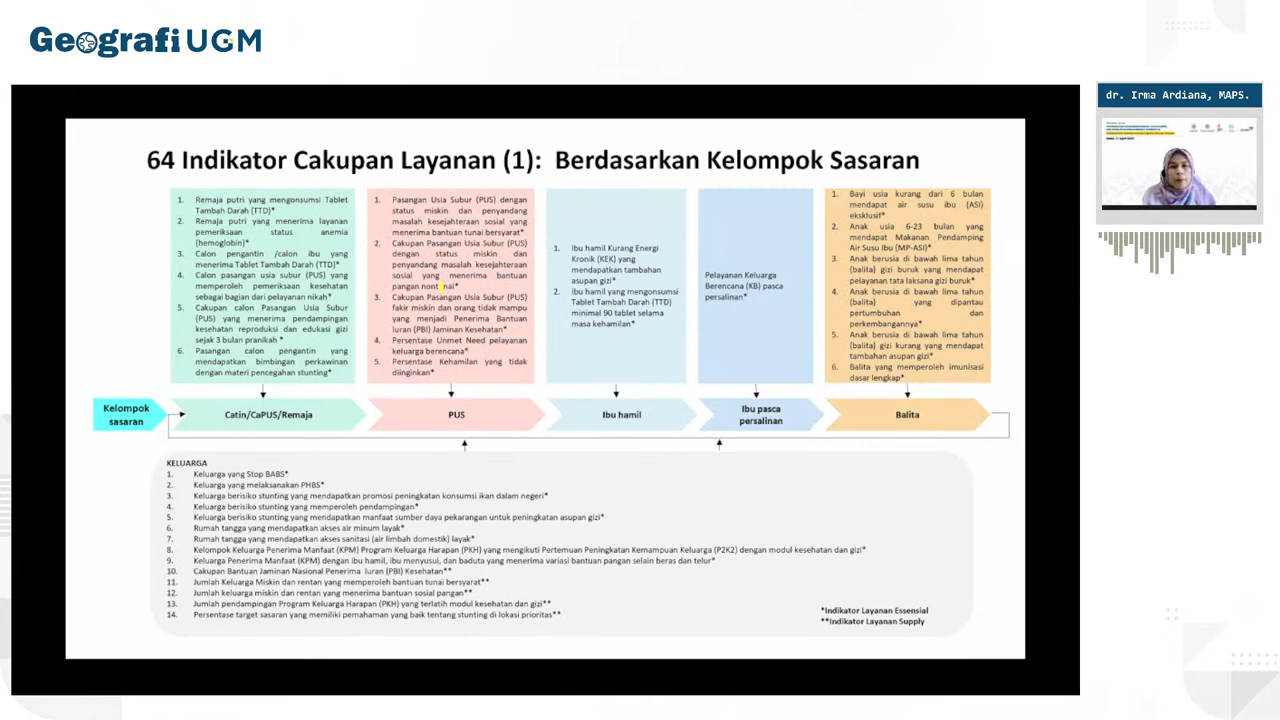 Geografi UGM
dr. Irma Ardiana, MAPS.
64 Indikator Cakupan Layanan (1): Berdasarkan Kelompok Sasaran
1. Remaja putri yang mengonsumsi Tablet
Tambah Darah (TTD)*
2. Remaja putri yang menerima layanan
pemeriksaan status anemia
(hemoglobin)*
3. Calon pengantin /calon ibu yang
menerima Tablet Tambah Darah (TTD)*
4. Calon pasangan usia subur (PUS) yang
memperoleh pemeriksaan kesehatan
sebagai bagian dari pelayanan nikah*
5. Cakupan calon Pasangan Usia Subur
(PUS) yang menerima pendampingan
kesehatan reproduksi dan edukasi gizi
sejak 3 bulan pranikah*
6. Pasangan calon pengantin yang
mendapatkan bimbingan perkawinan
dengan materi pencegahan stunting*
1. Pasangan Usia Subur (PUS) dengan
status miskin dan penyandang
masalah kesejahteraan sosial yang
menerima bantuan tunai bersyarat*
2. Cakupan Pasangan Usia Subur (PUS)
dengan status miskin dan
penyandang masalah kesejahteraan
sosial yang menerima bantuan
pangan nontunai*
3. Cakupan Pasangan Usia Subur (PUS)
fakir miskin dan orang tidak mampu
yang menjadi Penerima Bantuan
Iuran (PBI) Jaminan Kesehatan*
4. Persentase Unmet Need pelayanan
keluarga berencana*
5. Persentase Kehamilan yang tidak
diinginkan*
1. Ibu hamil Kurang Energi
Kronik (KEK) yang
mendapatkan tambahan
asupan gizi*
2. Ibu hamil yang mengonsumsi
Tablet Tambah Darah (TTD)
minimal 90 tablet selama
masa kehamilan*
Pelayanan Keluarga
Berencana (KB) pasca
persalinan*
1. Bayi usia kurang dari 6 bulan
mendapat air susu ibu (ASI)
eksklusif*
2. Anak usia 6-23 bulan yang
mendapat Makanan Pendamping
Air Susu Ibu (MP-ASI)*
3. Anak berusia di bawah lima tahun
(balita) gizi buruk yang mendapat
pelayanan tata laksana gizi buruk*
4. Anak berusia di bawah lima tahun
(balita) yang dipantau
pertumbuhan dan
perkembangannya*
5. Anak berusia di bawah lima tahun
(balita) gizi kurang yang mendapat
tambahan asupan gizi*
6. Balita yang memperoleh imunisasi
dasar lengkap*
Kelompok
sasaran
Catin/CaPUS/Remaja
PUS
Ibu hamil
Ibu pasca
persalinan
Balita
KELUARGA
1. Keluarga yang Stop BABS*
2. Keluarga yang melaksanakan PHBS*
3. Keluarga berisiko stunting yang mendapatkan promosi peningkatan konsumsi ikan dalam negeri*
4. Keluarga berisiko stunting yang memperoleh pendampingan*
5. Keluarga berisiko stunting yang mendapatkan manfaat sumber daya pekarangan untuk peningkatan asupan gizi*
6. Rumah tangga yang mendapatkan akses air minum layak*
7. Rumah tangga yang mendapatkan akses sanitasi (air limbah domestik) layak*
8. Kelompok Keluarga Penerima Manfaat (KPM) Program Keluarga Harapan (PKH) yang mengikuti Pertemuan Peningkatan Kemampuan Keluarga (P2K2) dengan modul kesehatan dan gizi*
9. Keluarga Penerima Manfaat (KPM) dengan ibu hamil, ibu menyusui, dan baduta yang menerima variasi bantuan pangan selain beras dan telur*
10. Cakupan Bantuan Jaminan Nasional Penerima Iuran (PBI) Kesehatan**
11. Jumlah Keluarga Miskin dan rentan yang memperoleh bantuan tunai bersyarat**
12. Jumlah keluarga miskin dan rentan yang menerima bantuan sosial pangan**
13. Jumlah pendampingan Program Keluarga Harapan (PKH) yang terlatih modul kesehatan dan gizi**
14. Persentase target sasaran yang memiliki pemahaman yang baik tentang stunting di lokasi prioritas**
*Indikator Layanan Essensial
**Indikator Layanan Supply